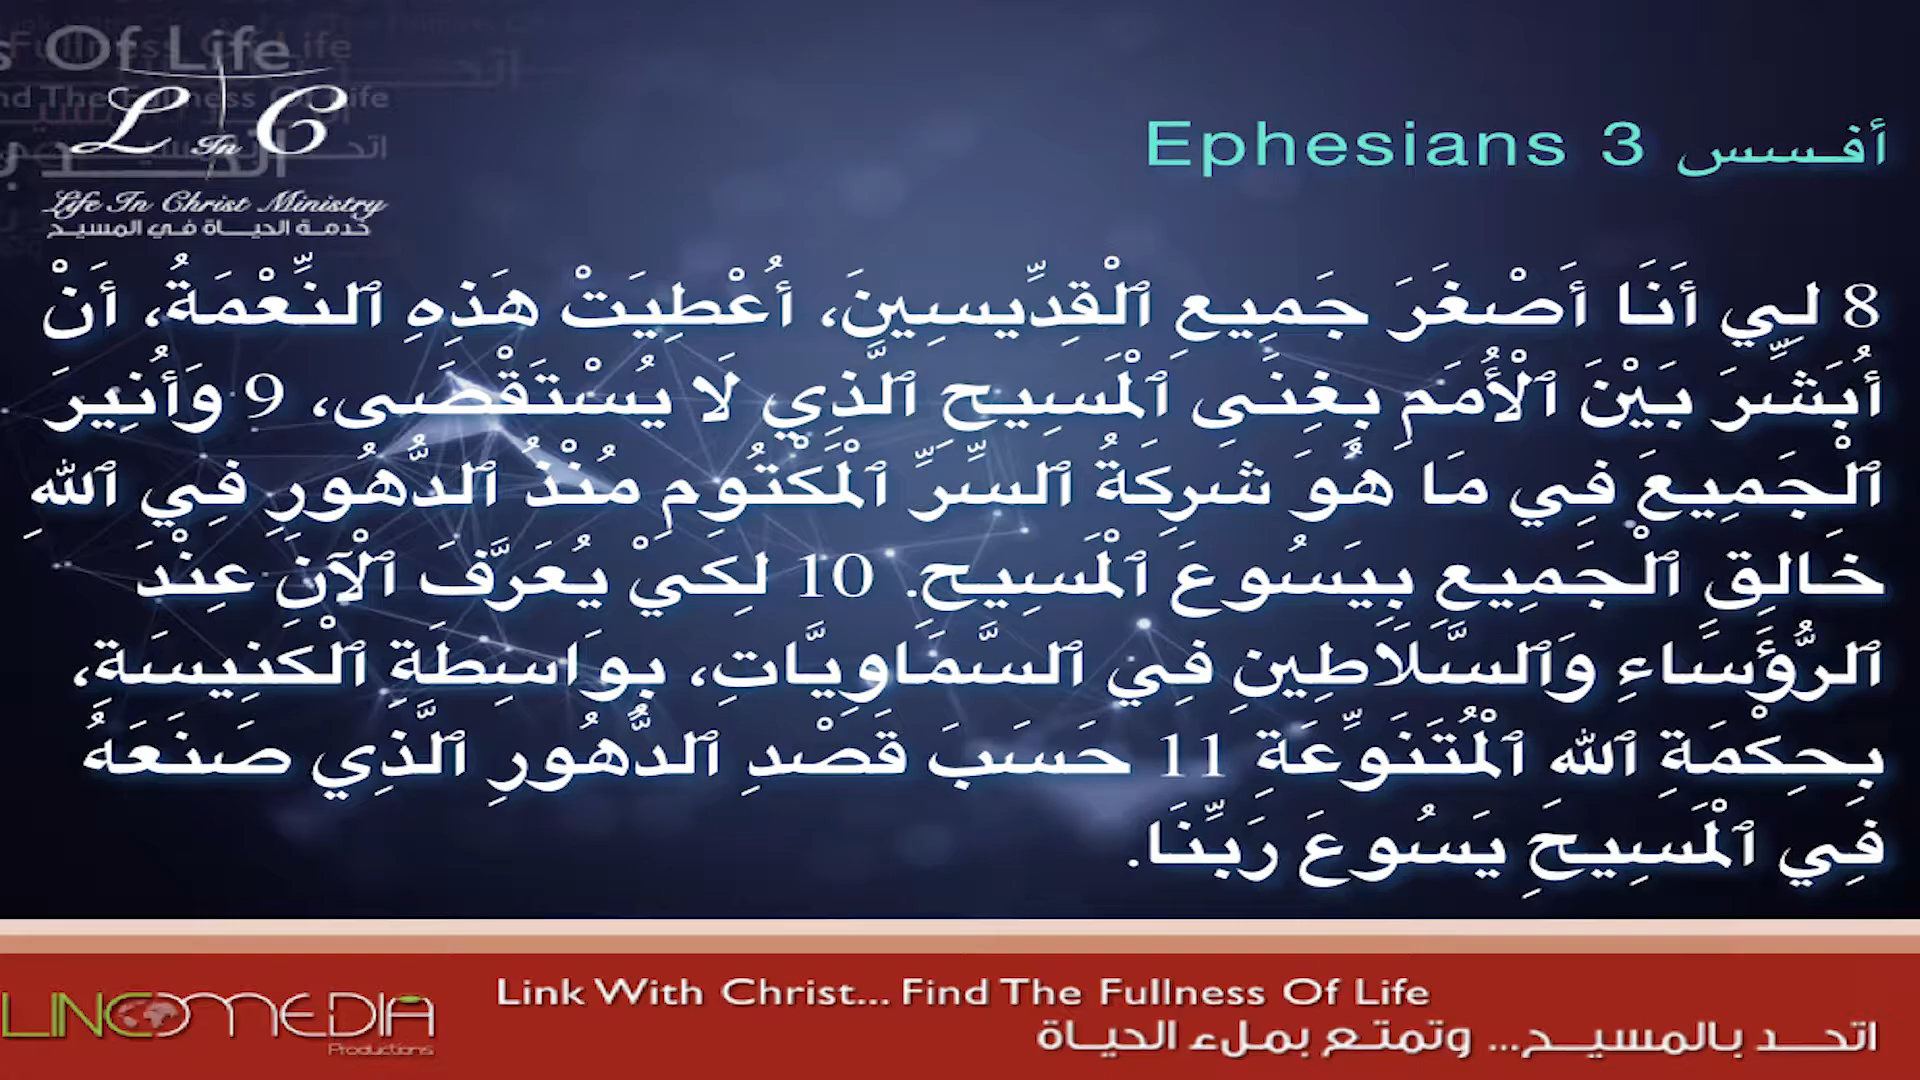 Of Life
L In C
Life In Christ Ministry
خدمة الحياة في المسيح
أفسس Ephesians 3
8 لِي أَنَا أَصْغَرَ جَمِيعِ ٱلْقِدِّيسِينَ، أُعْطِيَتْ هَذِهِ ٱلنِّعْمَةُ، أَنْ
أُبَشِّرَ بَيْنَ ٱلْأُمَمِ بِغِنَى ٱلْمَسِيحِ ٱلَّذِي لَا يُسْتَقْصَى، 9 وَأُنِيرَ
ٱلْجَمِيعَ فِي مَا هُوَ شَرِكَةُ ٱلسِّرِّ ٱلْمَكْتُومِ مُنْذُ ٱلدُّهُورِ فِي ٱللهِ
خَالِقِ ٱلْجَمِيعِ بِيَسُوعَ ٱلْمَسِيحِ. 10 لِكَيْ يُعَرَّفَ ٱلْآنَ عِنْدَ
ٱلرُّؤَسَاءِ وَٱلسَّلَاطِينِ فِي ٱلسَّمَاوِيَّاتِ، بِوَاسِطَةِ ٱلْكَنِيسَةِ،
بِحِكْمَةِ ٱللهِ ٱلْمُتَنَوِّعَةِ 11 حَسَبَ قَصْدِ ٱلدُّهُورِ ٱلَّذِي صَنَعَهُ
فِي ٱلْمَسِيحِ يَسُوعَ رَبِّنَا.
LINCOMEDIA
Productions
Link With Christ... Find The Fullness Of Life
اتحد بالمسيح... وتمتع بملء الحياة